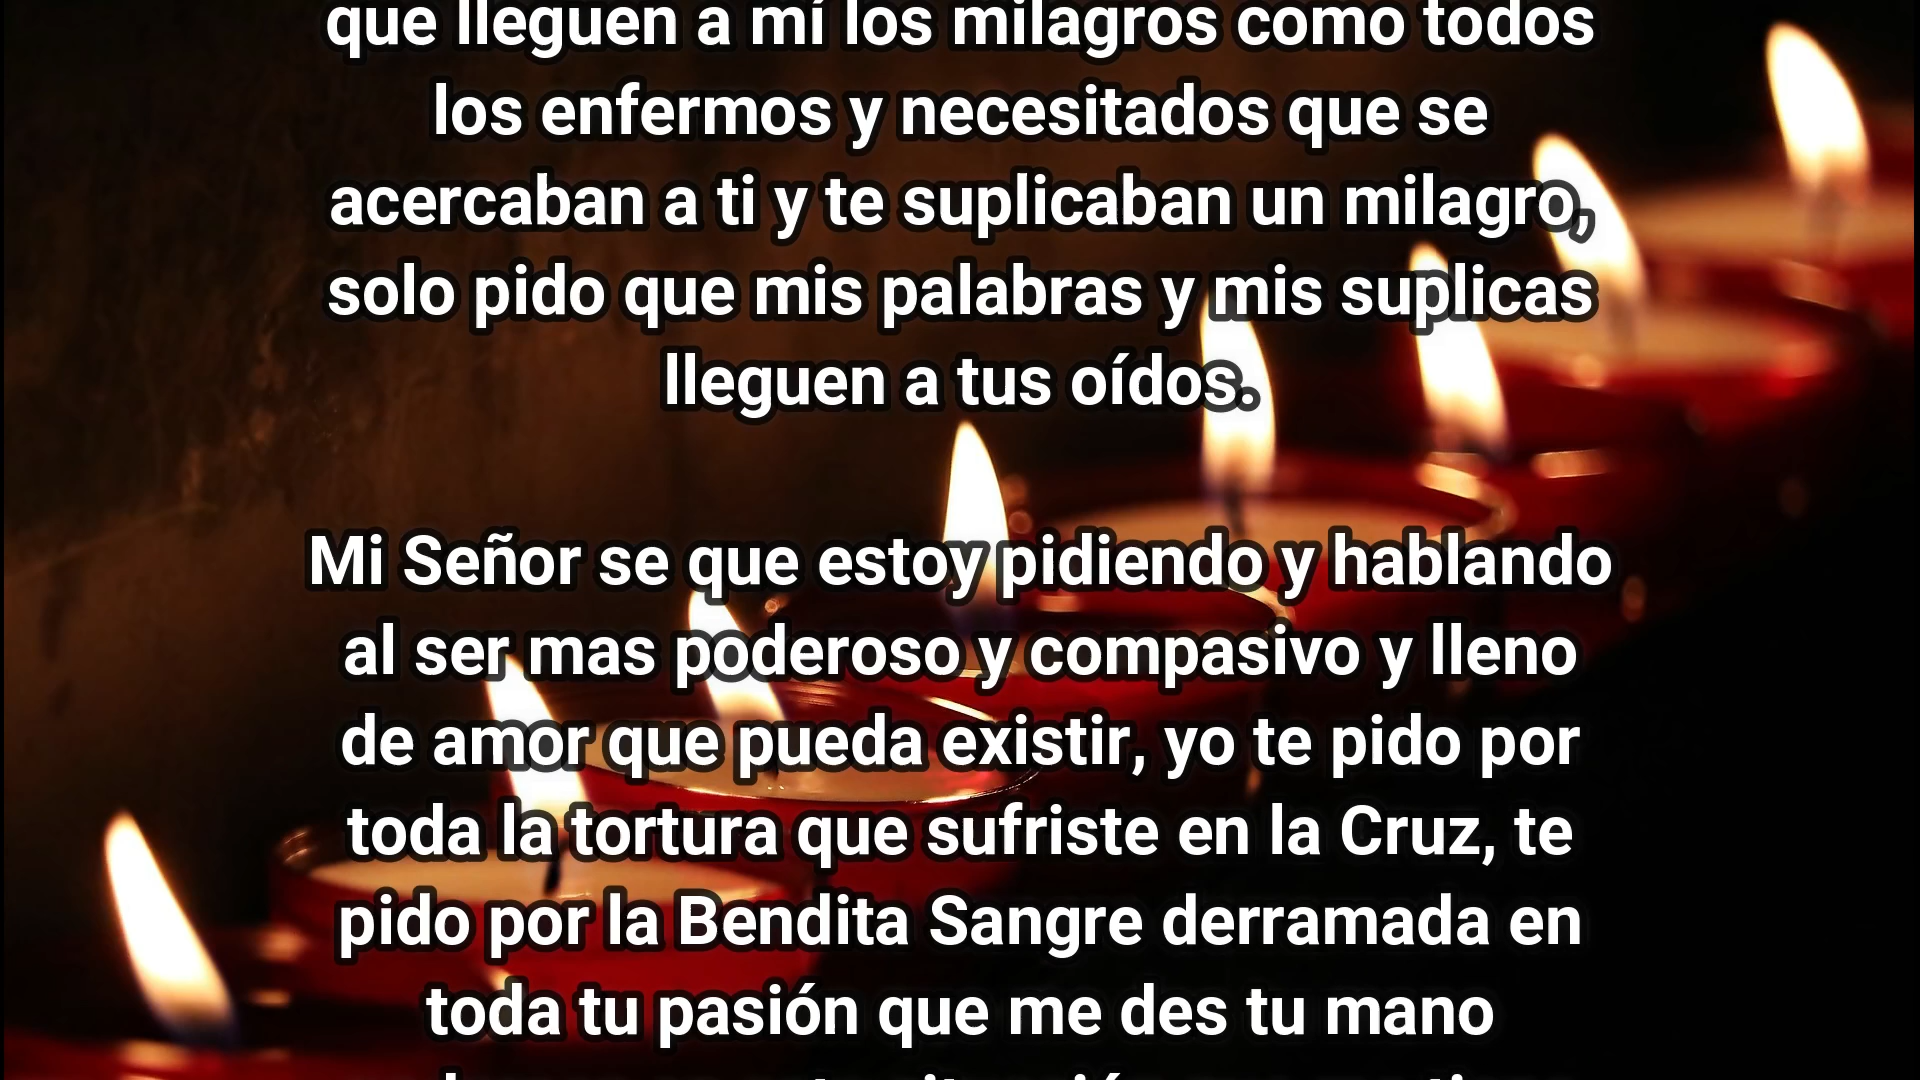 que lleguen a mí los milagros como todos
los enfermos y necesitados que se
acercaban a ti y te suplicaban un milagro,
solo pido que mis palabras y mis suplicas
lleguen a tus oídos.
Mi Señor se que estoy pidiendo y hablando
al ser mas poderoso y compasivo y lleno
de amor que pueda existir, yo te pido por
toda la tortura que sufriste en la Cruz, te
pido por la Bendita Sangre derramada en
toda tu pasión que me des tu mano